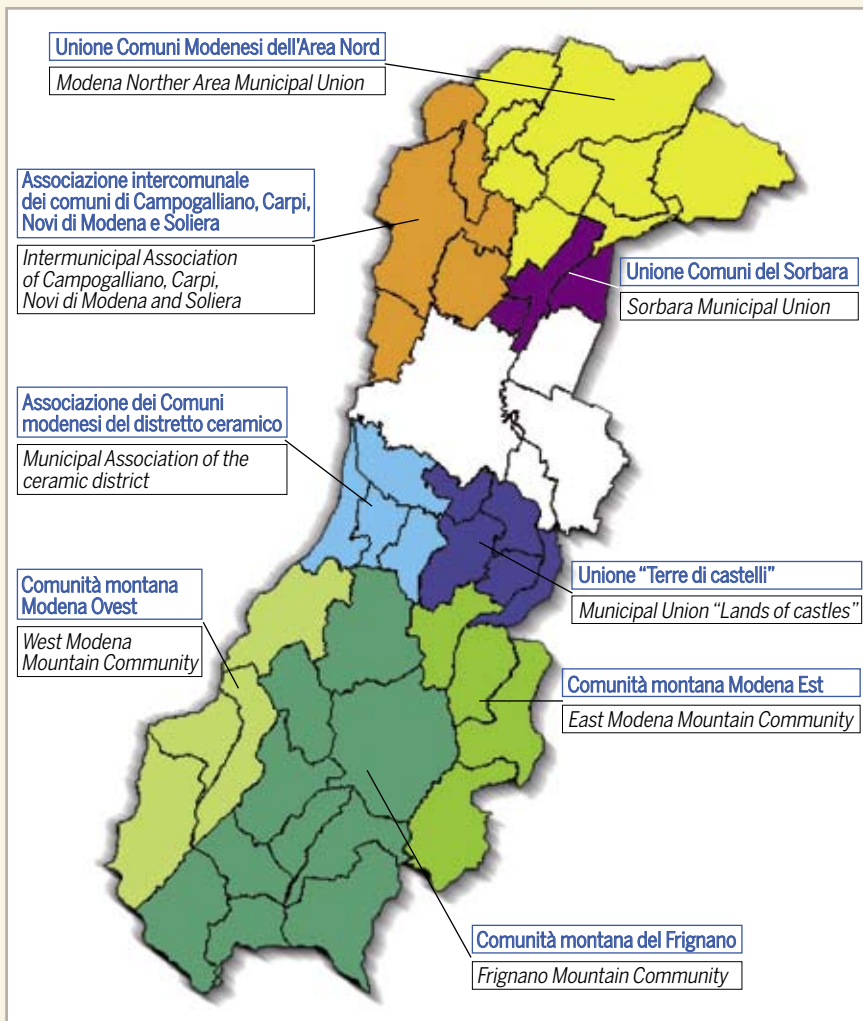 Unione Comuni Modenesi dell'Area Nord
Modena Norther Area Municipal Union
Associazione intercomunale
dei comuni di Campogalliano, Carpi,
Novi di Modena e Soliera
Intermunicipal Association
of Campogalliano, Carpi,
Novi di Modena and Soliera
Unione Comuni del Sorbara
Sorbara Municipal Union
Associazione dei Comuni
modenesi del distretto ceramico
Municipal Association of the
ceramic district
Unione “Terre di castelli”
Municipal Union “Lands of castles”
Comunità montana
Modena Ovest
West Modena
Mountain Community
Comunità montana Modena Est
East Modena Mountain Community
Comunità montana del Frignano
Frignano Mountain Community